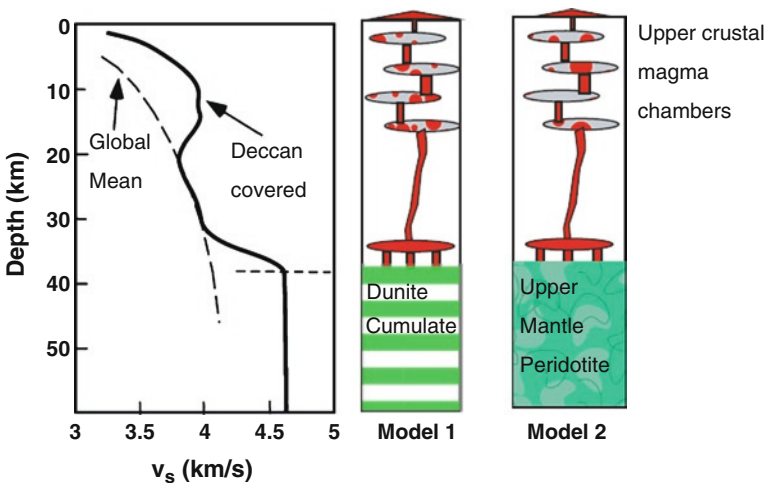 0
10
20
30
40
50
Depth (km)
3
3.5
4
4.5
5
vₛ (km/s)
Global
Mean
Deccan
covered
Dunite
Cumulate
Model 1
Upper
Mantle
Peridotite
Model 2
Upper crustal
magma
chambers